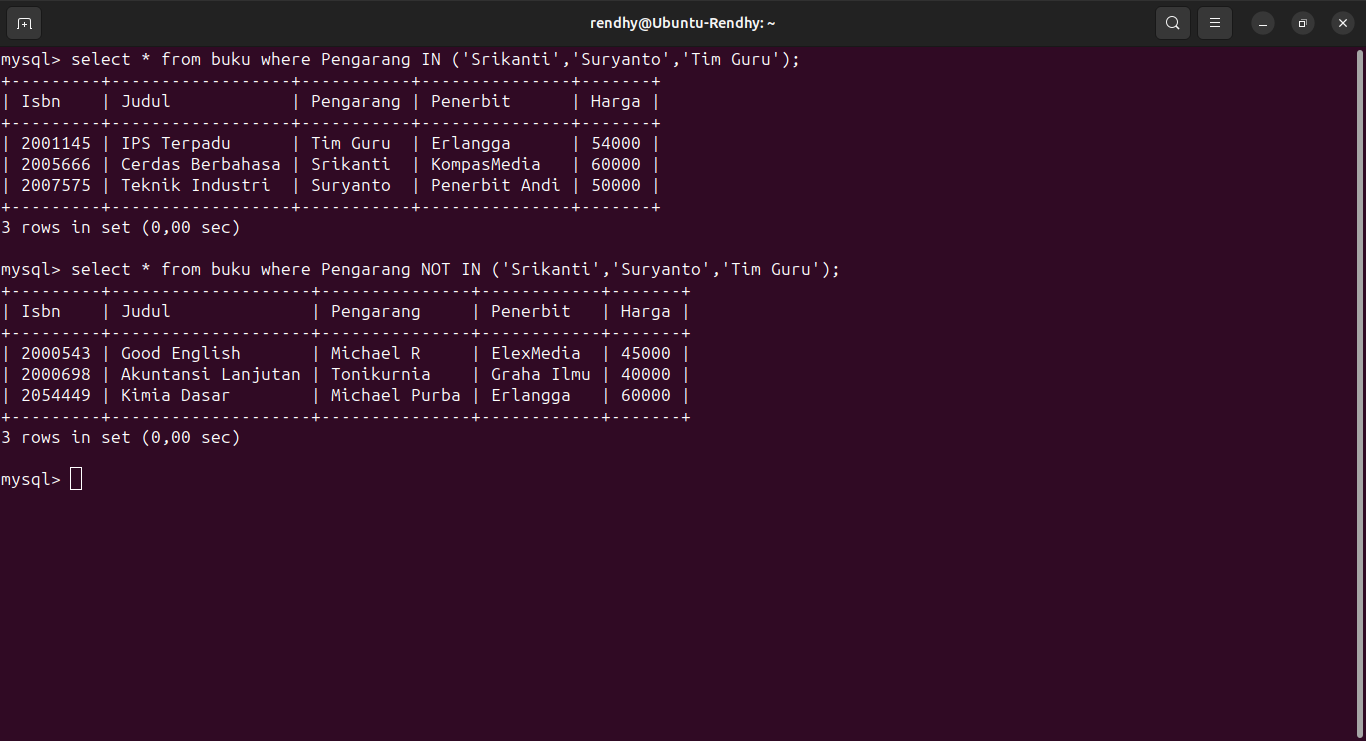 rendhy@Ubuntu-Rendhy: ~
mysql> select * from buku where Pengarang IN ('Srikanti','Suryanto','Tim Guru');
+---------+------------------+-----------+---------------+-------+
| Isbn    | Judul            | Pengarang | Penerbit      | Harga |
+---------+------------------+-----------+---------------+-------+
| 2001145 | IPS Terpadu      | Tim Guru  | Erlangga      | 54000 |
| 2005666 | Cerdas Berbahasa | Srikanti  | KompasMedia   | 60000 |
| 2007575 | Teknik Industri  | Suryanto  | Penerbit Andi | 50000 |
+---------+------------------+-----------+---------------+-------+
3 rows in set (0,00 sec)
mysql> select * from buku where Pengarang NOT IN ('Srikanti','Suryanto','Tim Guru');
+---------+--------------------+---------------+------------+-------+
| Isbn    | Judul              | Pengarang     | Penerbit   | Harga |
+---------+--------------------+---------------+------------+-------+
| 2000543 | Good English       | Michael R     | ElexMedia  | 45000 |
| 2000698 | Akuntansi Lanjutan | Tonikurnia    | Graha Ilmu | 40000 |
| 2054449 | Kimia Dasar        | Michael Purba | Erlangga   | 60000 |
+---------+--------------------+---------------+------------+-------+
3 rows in set (0,00 sec)
mysql>